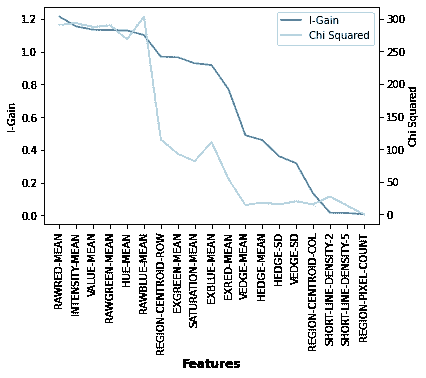 I-Gain
Chi Squared
1.2
1.0
0.8
0.6
0.4
0.2
0.0
I-Gain
300
250
200
150
100
50
0
Chi Squared
RAWRED-MEAN
INTENSITY-MEAN
VALUE-MEAN
RAWGREEN-MEAN
HUE-MEAN
RAWBLUE-MEAN
REGION-CENTROID-ROW
EXGREEN-MEAN
SATURATION-MEAN
EXBLUE-MEAN
EXRED-MEAN
VEDGE-MEAN
HEDGE-MEAN
HEDGE-SD
VEDGE-SD
REGION-CENTROID-COL
SHORT-LINE-DENSITY-2
SHORT-LINE-DENSITY-5
REGION-PIXEL-COUNT
Features